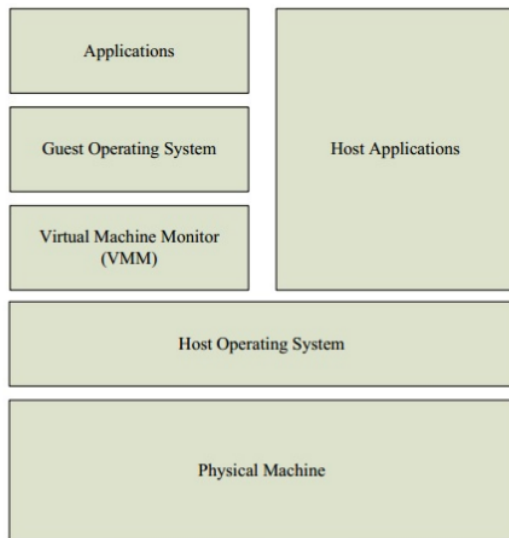 Applications
Guest Operating System
Host Applications
Virtual Machine Monitor
(VMM)
Host Operating System
Physical Machine